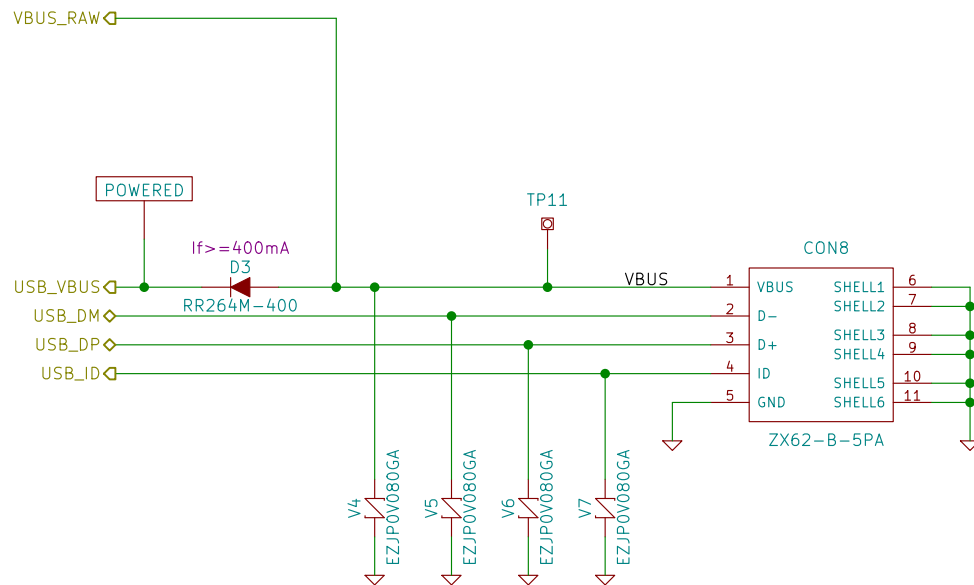 VBUS_RAW
POWERED
TP11
If>=400mA
D3
RR264M-400
CON8
USB_VBUS
USB_DM
USB_DP
USB_ID
VBUS
1
2
3
4
5
VBUS
D-
D+
ID
GND
SHELL1
SHELL2
SHELL3
SHELL4
SHELL5
SHELL6
6
7
8
9
10
11
ZX62-B-5PA
V4
EZJP0V080GA
V5
EZJP0V080GA
V6
EZJP0V080GA
V7
EZJP0V080GA